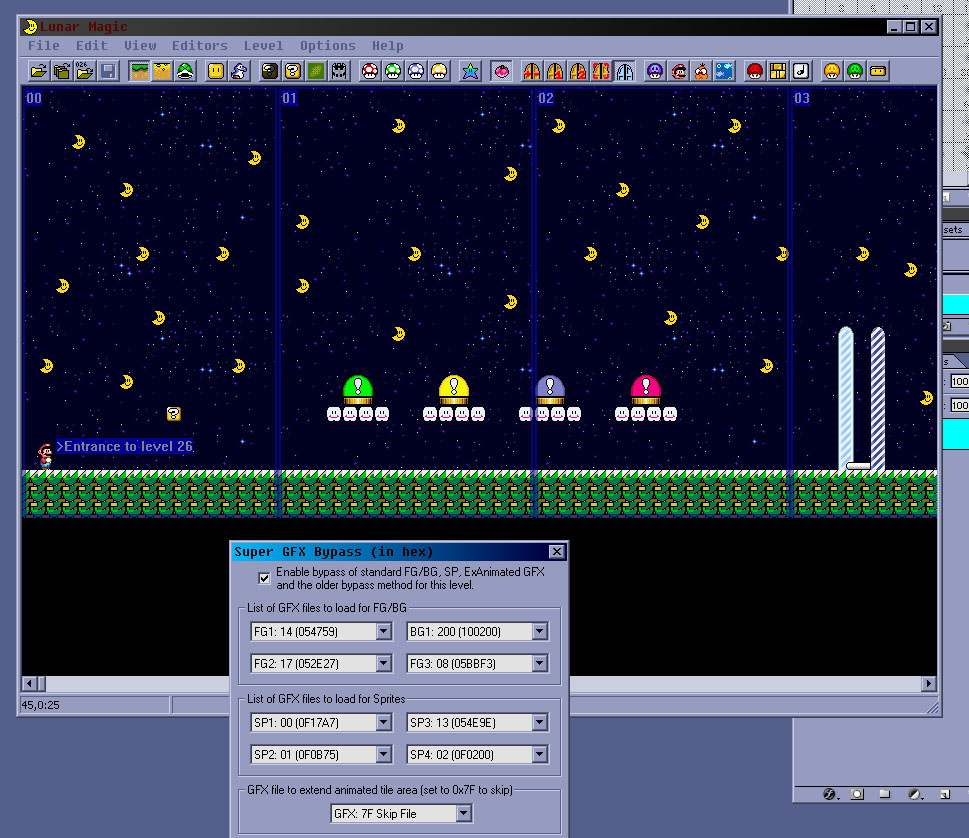 Lunar Magic
File Edit View Editors Level Options Help
026
00 01 02 03
? ! ! ! !
>Entrance to level 26
sets
100
100
45,0:25
Super GFX Bypass (in hex)
Enable bypass of standard FG/BG, SP, ExAnimated GFX
and the older bypass method for this level.
List of GFX files to load for FG/BG
FG1: 14 (054759) BG1: 200 (100200)
FG2: 17 (052E27) FG3: 08 (05BBF3)
List of GFX files to load for Sprites
SP1: 00 (0F17A7) SP3: 13 (054E9E)
SP2: 01 (0F0B75) SP4: 02 (0F0200)
GFX file to extend animated tile area (set to 0x7F to skip)
GFX: 7F Skip File